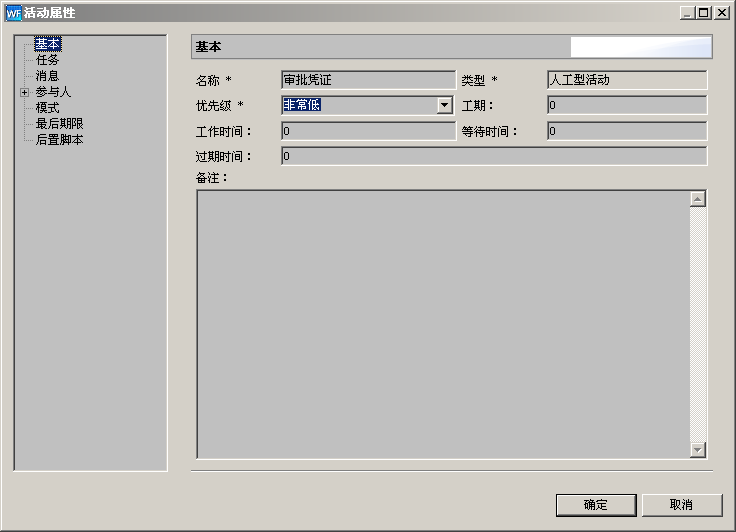 WF 活动属性
基本
任务
消息
参与人
模式
最后期限
后置脚本
基本
名称 * 审批凭证 类型 * 人工型活动
优先级 * 非常低 工期： 0
工作时间： 0 等待时间： 0
过期时间： 0
备注：
确定 取消